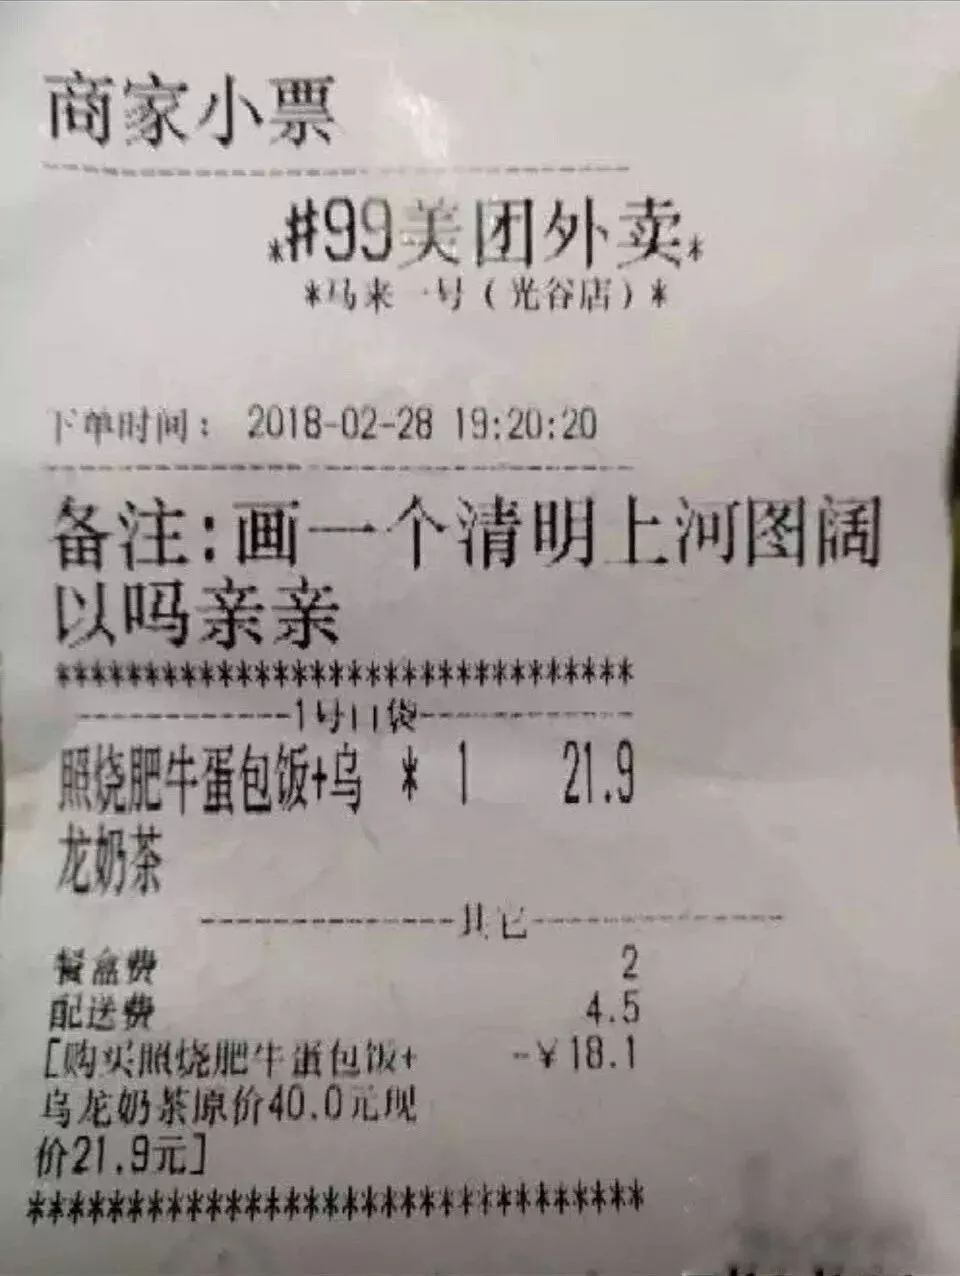 商家小票
*#99美团外卖*
*马来一号（光谷店）*
下单时间： 2018-02-28 19:20:20
备注:画一个清明上河图阔
以吗亲亲
********************************
------------1号口袋------------
照烧肥牛蛋包饭+乌 * 1 21.9
龙奶茶
---------------其它---------------
餐盒费 2
配送费 4.5
[购买照烧肥牛蛋包饭+ -￥18.1
乌龙奶茶原价40.0元现
价21.9元]
********************************